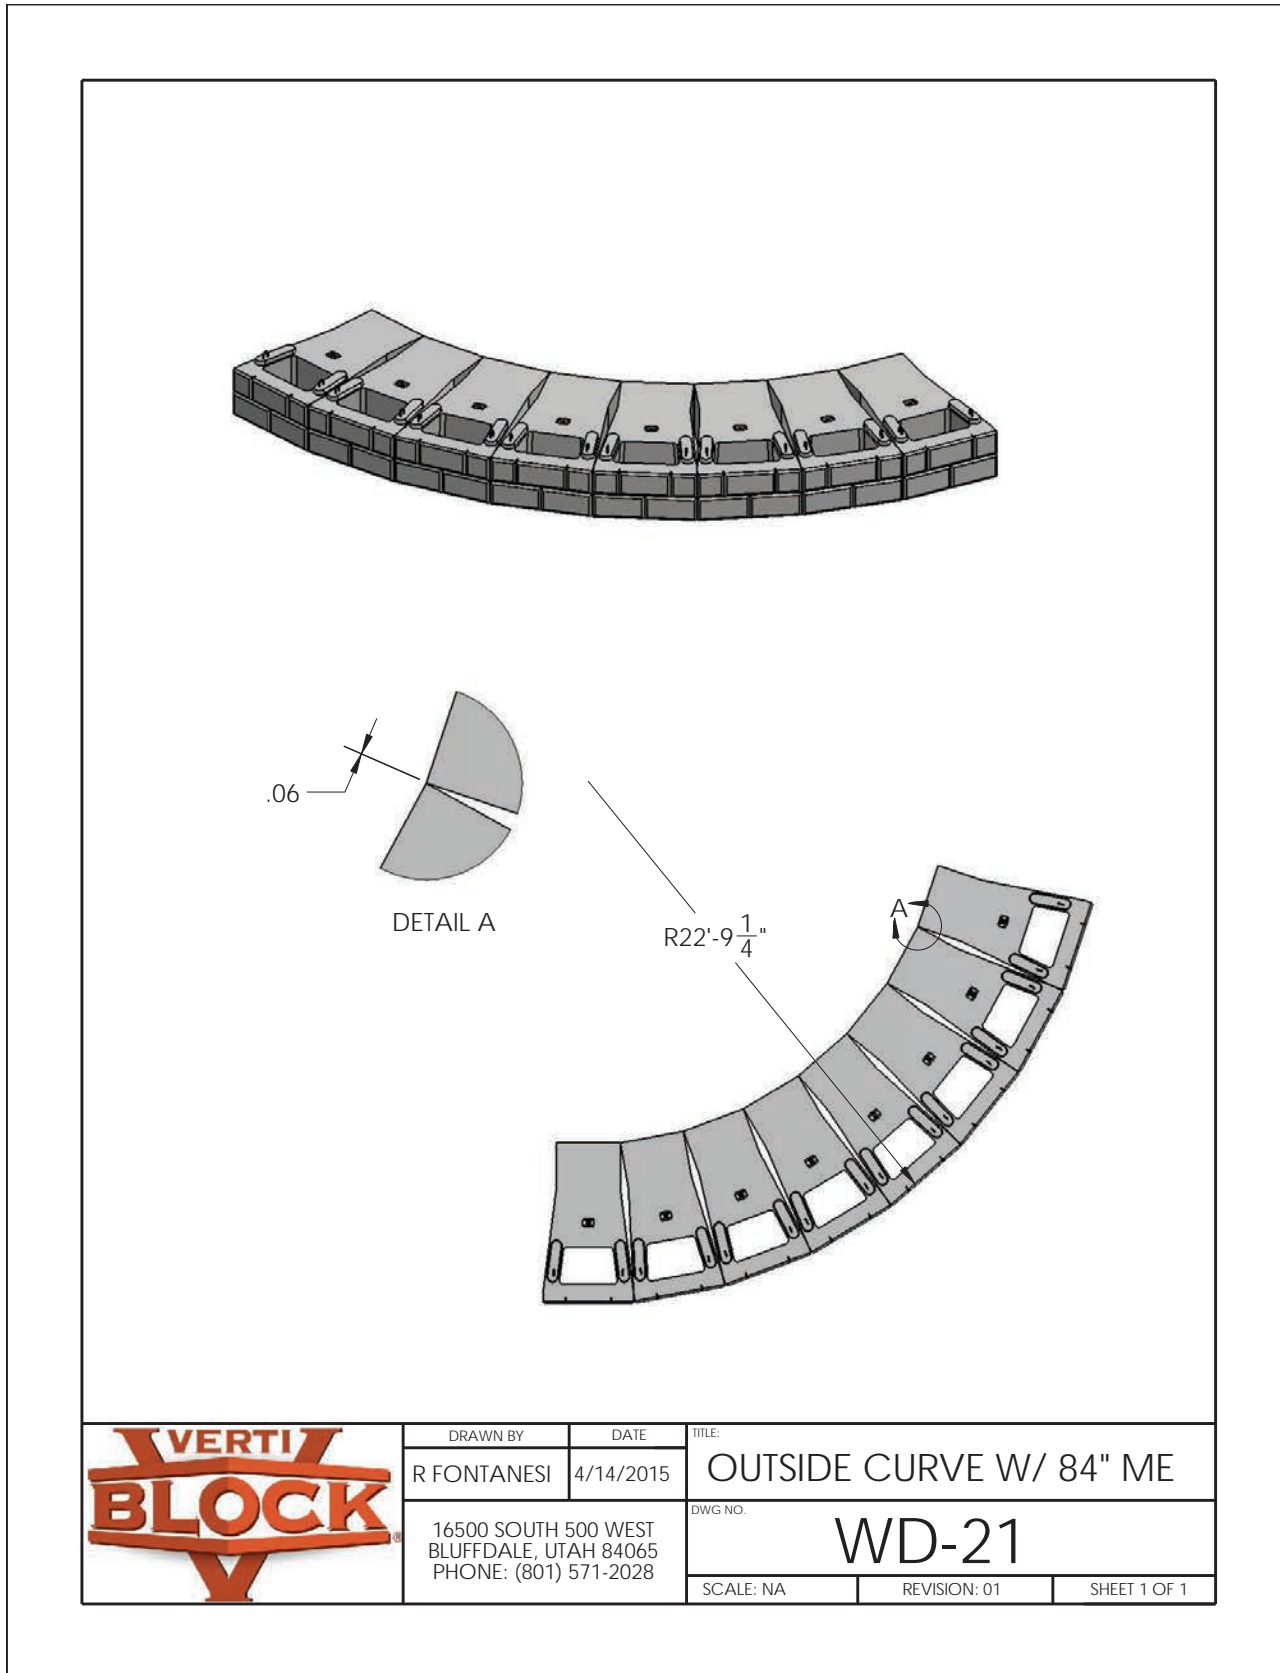 .06
DETAIL A
A
R22'-9 1/4"
VERTI
BLOCK
®
DRAWN BY
DATE
R FONTANESI
4/14/2015
16500 SOUTH 500 WEST
BLUFFDALE, UTAH 84065
PHONE: (801) 571-2028
TITLE:
OUTSIDE CURVE W/ 84" ME
DWG NO.
WD-21
SCALE: NA
REVISION: 01
SHEET 1 OF 1